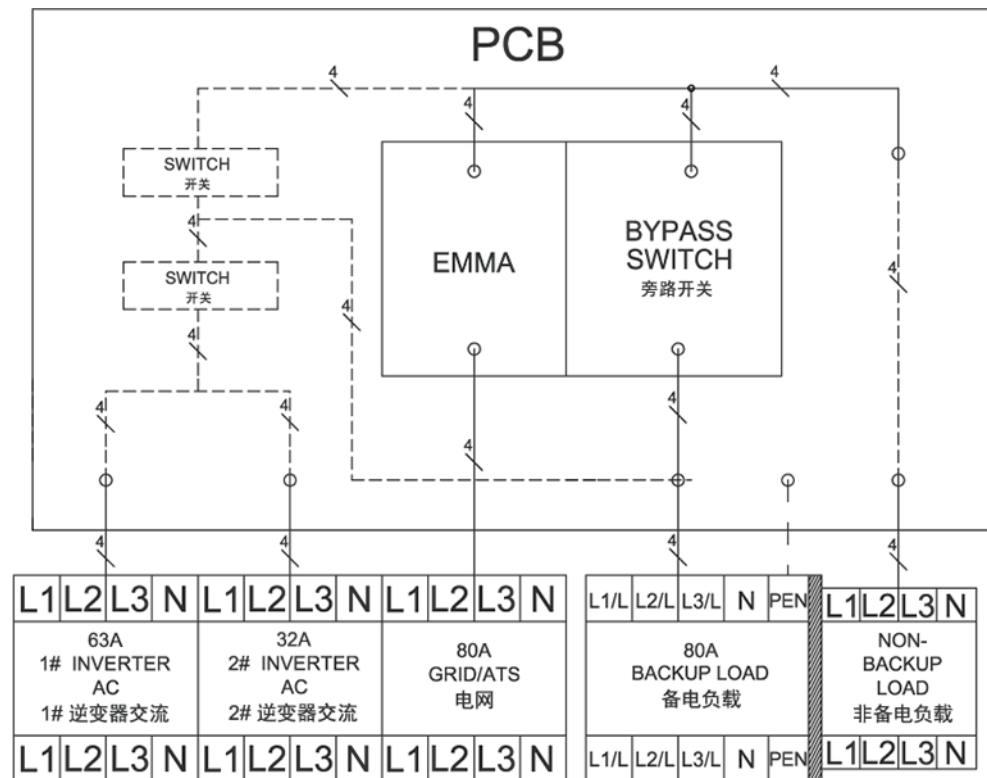 PCB
4
4
4
4
SWITCH
开关
4
SWITCH
开关
EMMA
BYPASS
SWITCH
旁路开关
4
4
4
4
4
4
4
4
4
4
4
L1 L2 L3 N L1 L2 L3 N L1 L2 L3 N
L1/L L2/L L3/L N PEN
L1 L2 L3 N
63A
1# INVERTER
AC
1# 逆变器交流
32A
2# INVERTER
AC
2# 逆变器交流
80A
GRID/ATS
电网
80A
BACKUP LOAD
备电负载
NON-
BACKUP
LOAD
非备电负载
L1 L2 L3 N L1 L2 L3 N L1 L2 L3 N
L1/L L2/L L3/L N PEN
L1 L2 L3 N